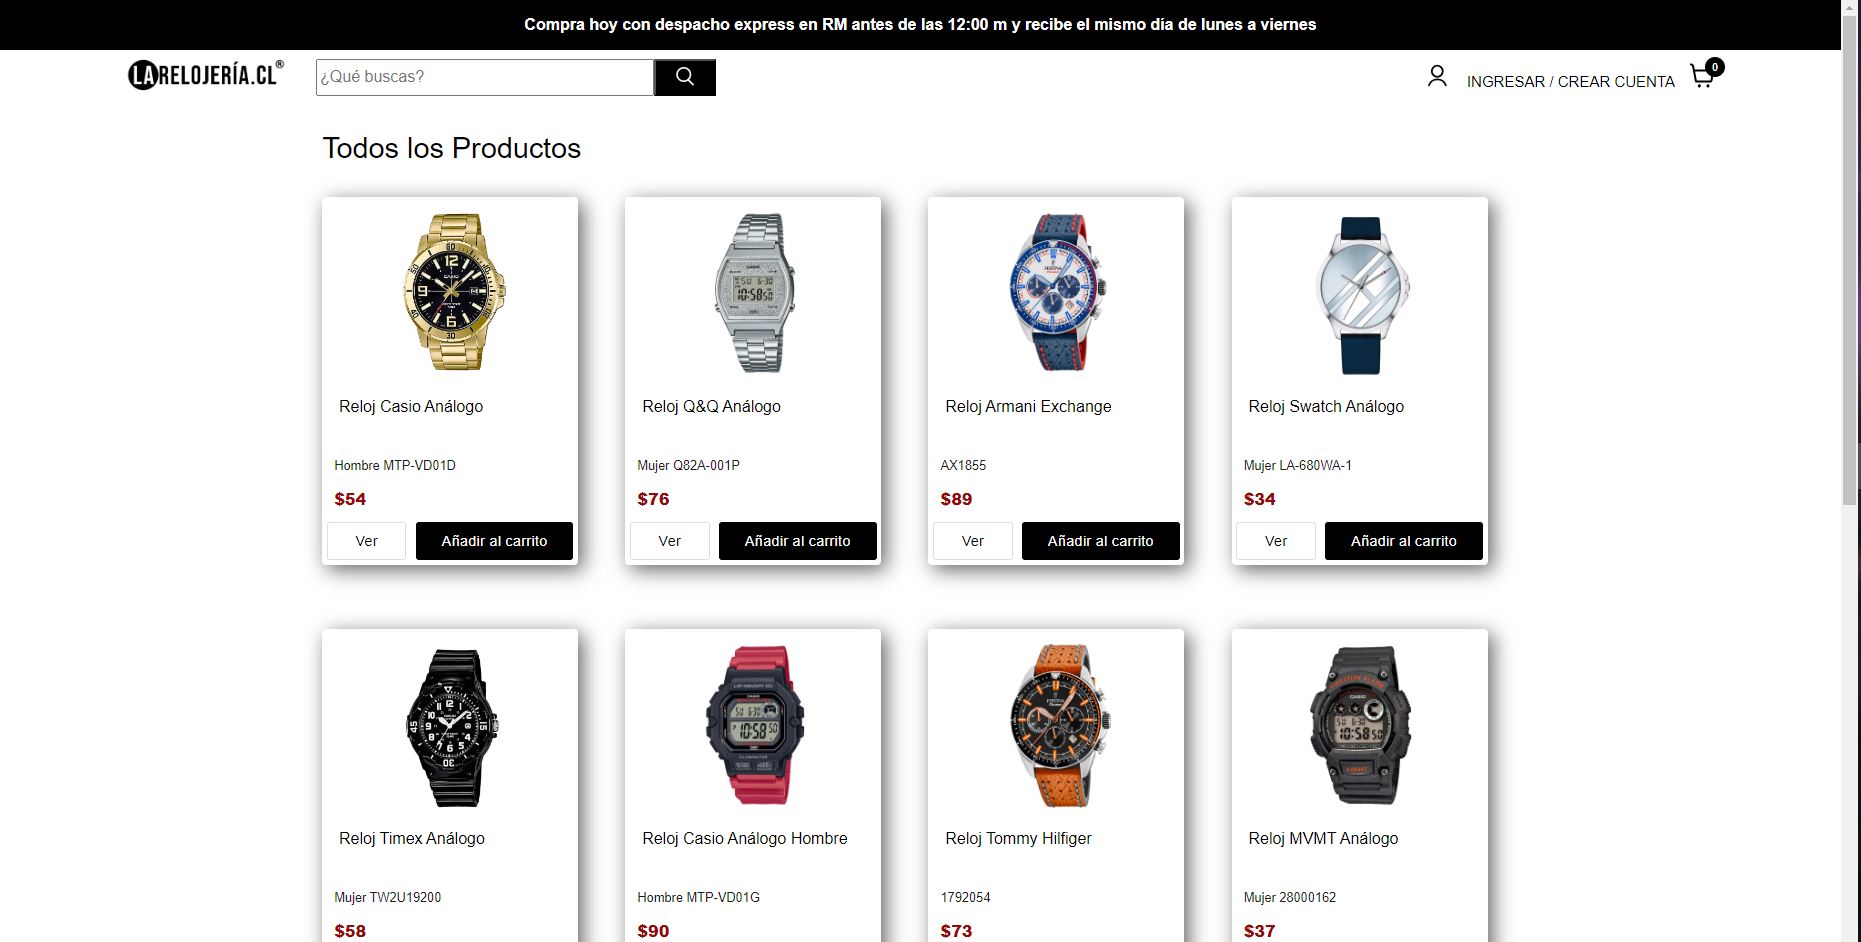 Compra hoy con despacho express en RM antes de las 12:00 m y recibe el mismo día de lunes a viernes
LARELOJERÍA.CL®
¿Qué buscas?
INGRESAR / CREAR CUENTA
0
Todos los Productos
Reloj Casio Análogo
Hombre MTP-VD01D
$54
Ver
Añadir al carrito
Reloj Q&Q Análogo
Mujer Q82A-001P
$76
Ver
Añadir al carrito
Reloj Armani Exchange
AX1855
$89
Ver
Añadir al carrito
Reloj Swatch Análogo
Mujer LA-680WA-1
$34
Ver
Añadir al carrito
Reloj Timex Análogo
Mujer TW2U19200
$58
Reloj Casio Análogo Hombre
Hombre MTP-VD01G
$90
Reloj Tommy Hilfiger
1792054
$73
Reloj MVMT Análogo
Mujer 28000162
$37